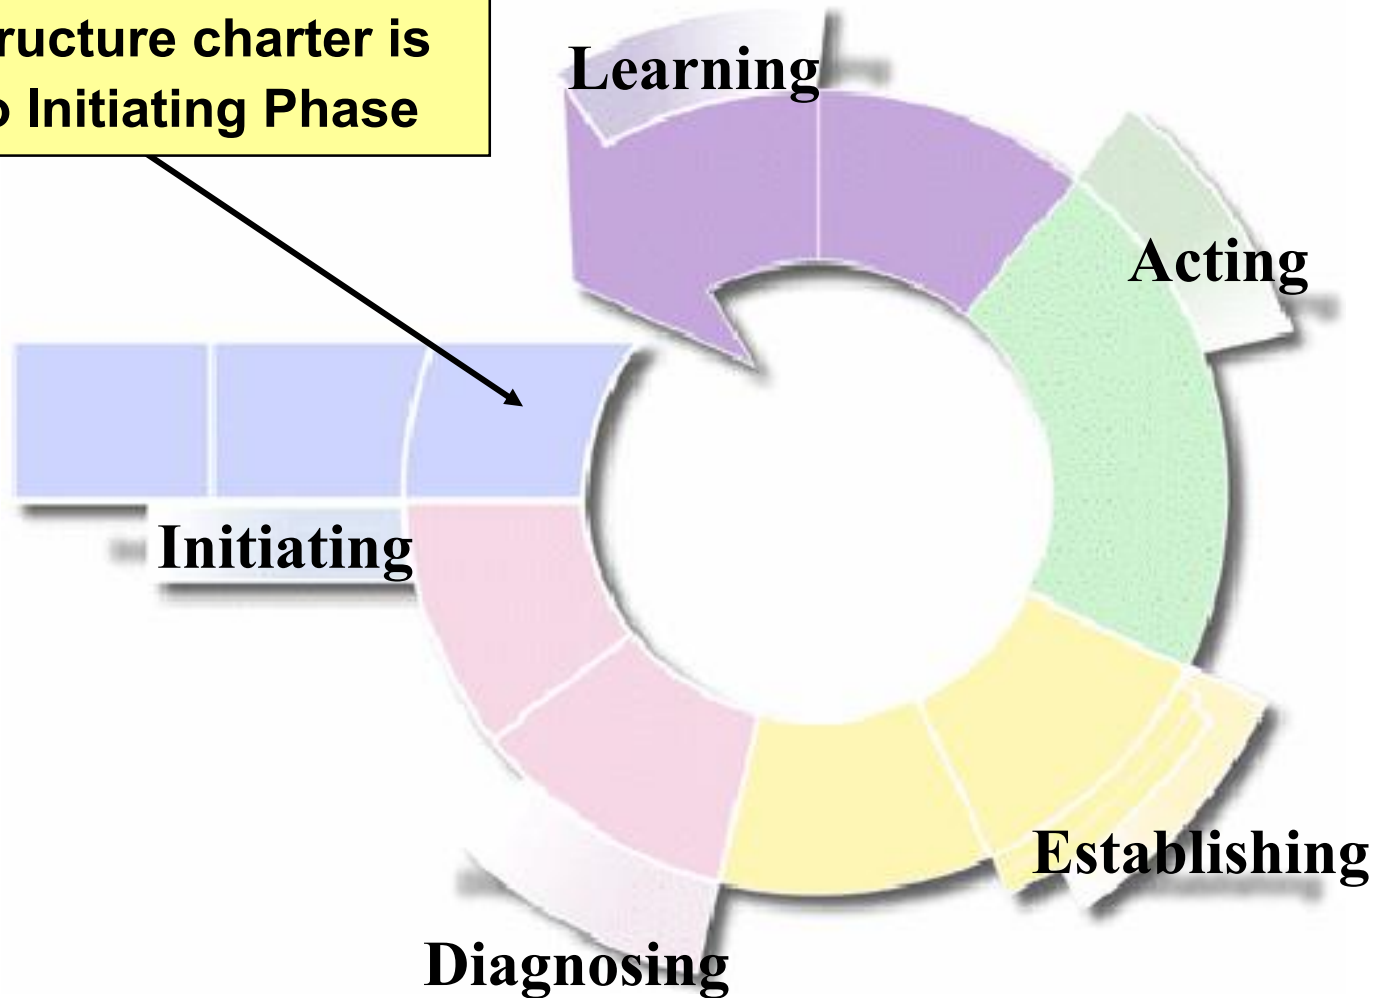 ructure charter is
o Initiating Phase
Learning
Acting
Initiating
Establishing
Diagnosing